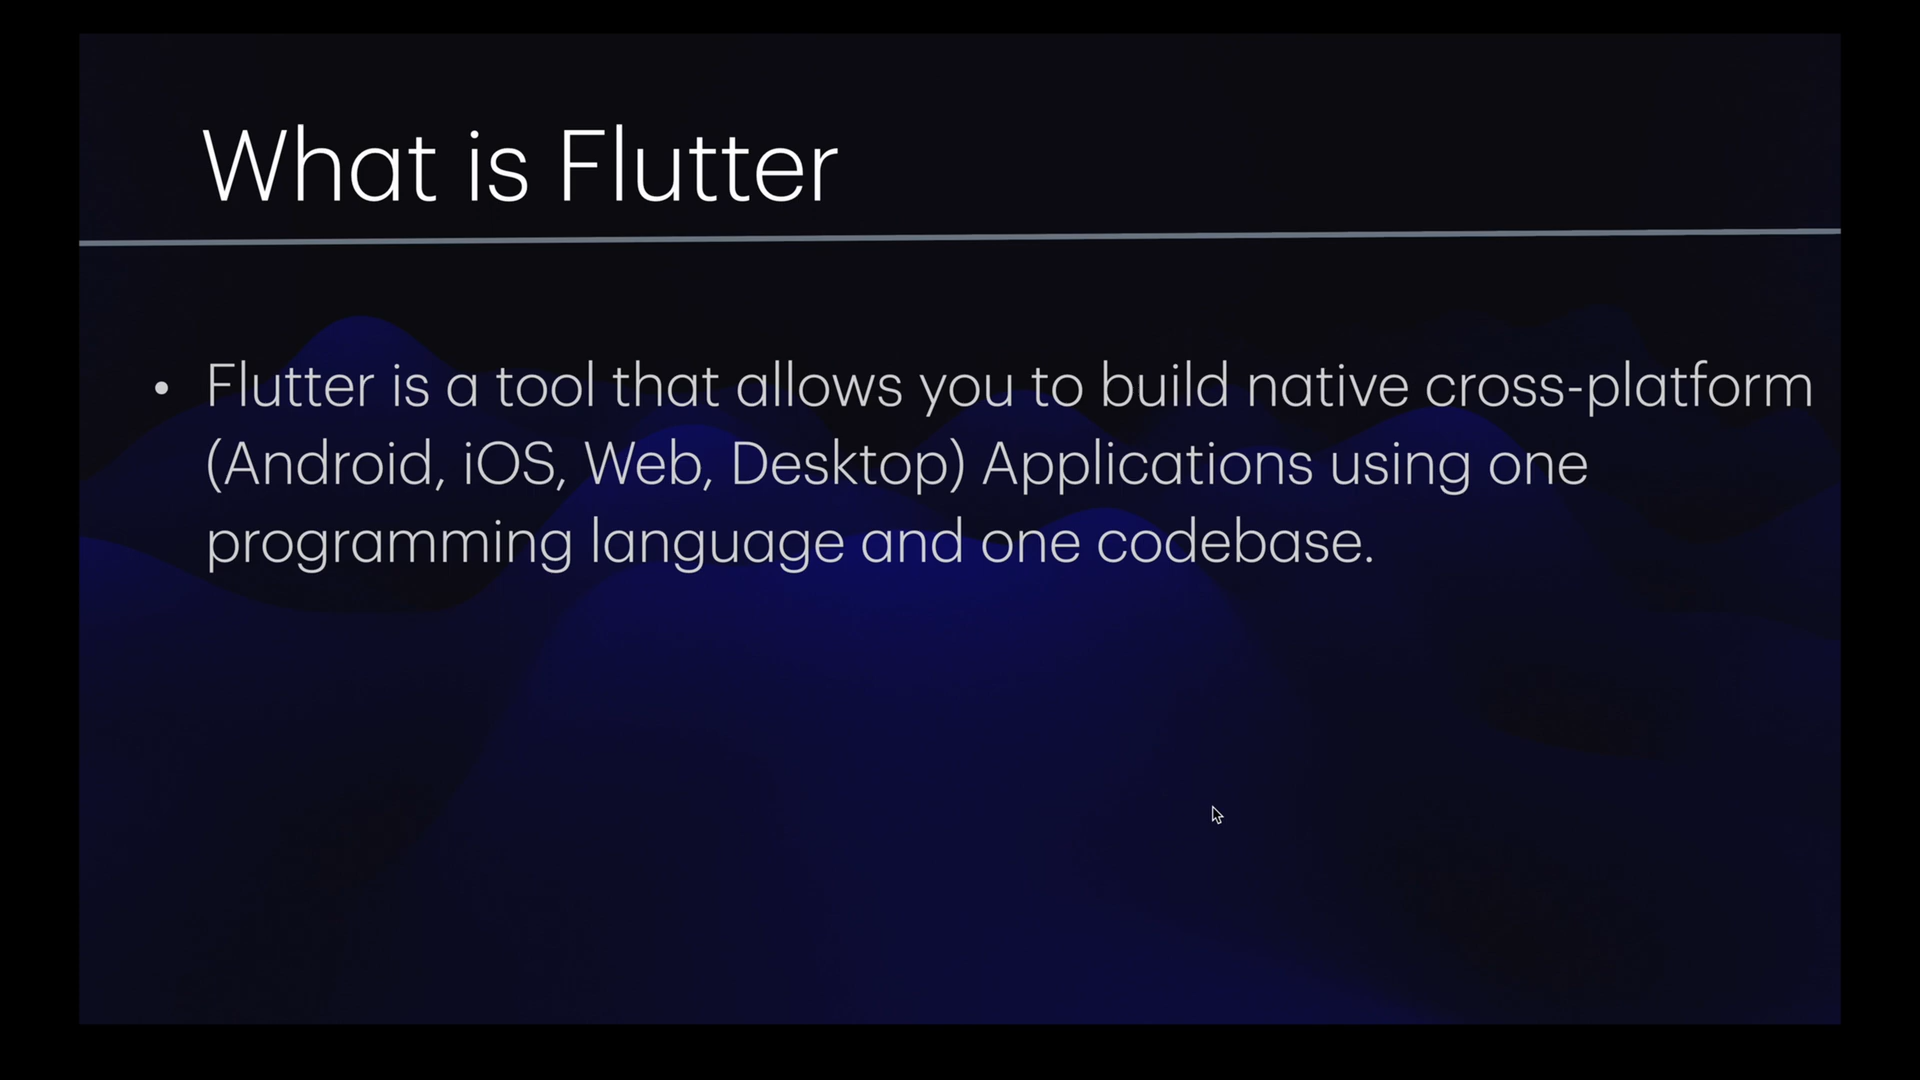 What is Flutter
• Flutter is a tool that allows you to build native cross-platform
(Android, iOS, Web, Desktop) Applications using one
programming language and one codebase.